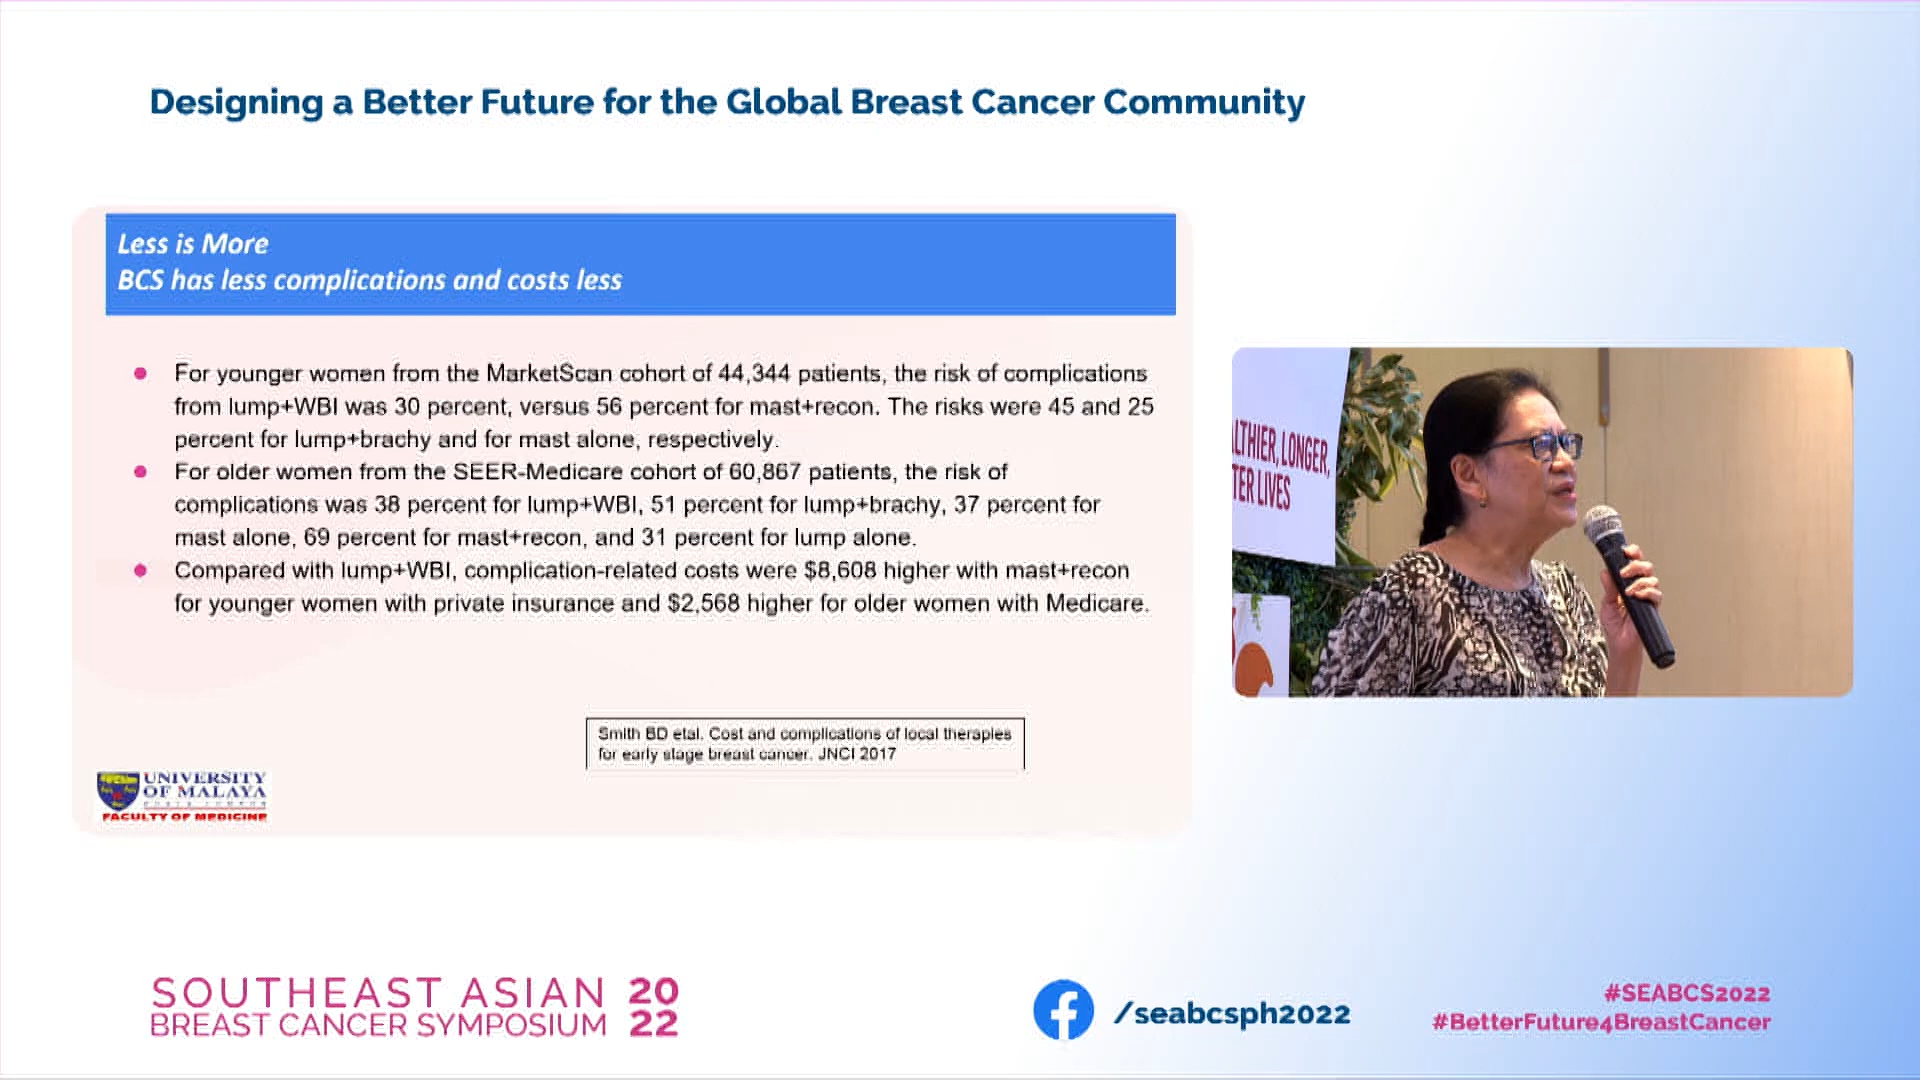 Designing a Better Future for the Global Breast Cancer Community
Less is More
BCS has less complications and costs less
For younger women from the MarketScan cohort of 44,344 patients, the risk of complications
from lump+WBI was 30 percent, versus 56 percent for mast+recon. The risks were 45 and 25
percent for lump+brachy and for mast alone, respectively.
For older women from the SEER-Medicare cohort of 60,867 patients, the risk of
complications was 38 percent for lump+WBI, 51 percent for lump+brachy, 37 percent for
mast alone, 69 percent for mast+recon, and 31 percent for lump alone.
Compared with lump+WBI, complication-related costs were $8,608 higher with mast+recon
for younger women with private insurance and $2,568 higher for older women with Medicare.
Smith BD etal. Cost and complications of local therapies
for early stage breast cancer. JNCI 2017
UNIVERSITY
OF MALAYA
FACULTY OF MEDICINE
LTHIER, LONGER,
TER LIVES
SOUTHEAST ASIAN 20
BREAST CANCER SYMPOSIUM 22
/seabcsph2022
#SEABCS2022
#BetterFuture4BreastCancer